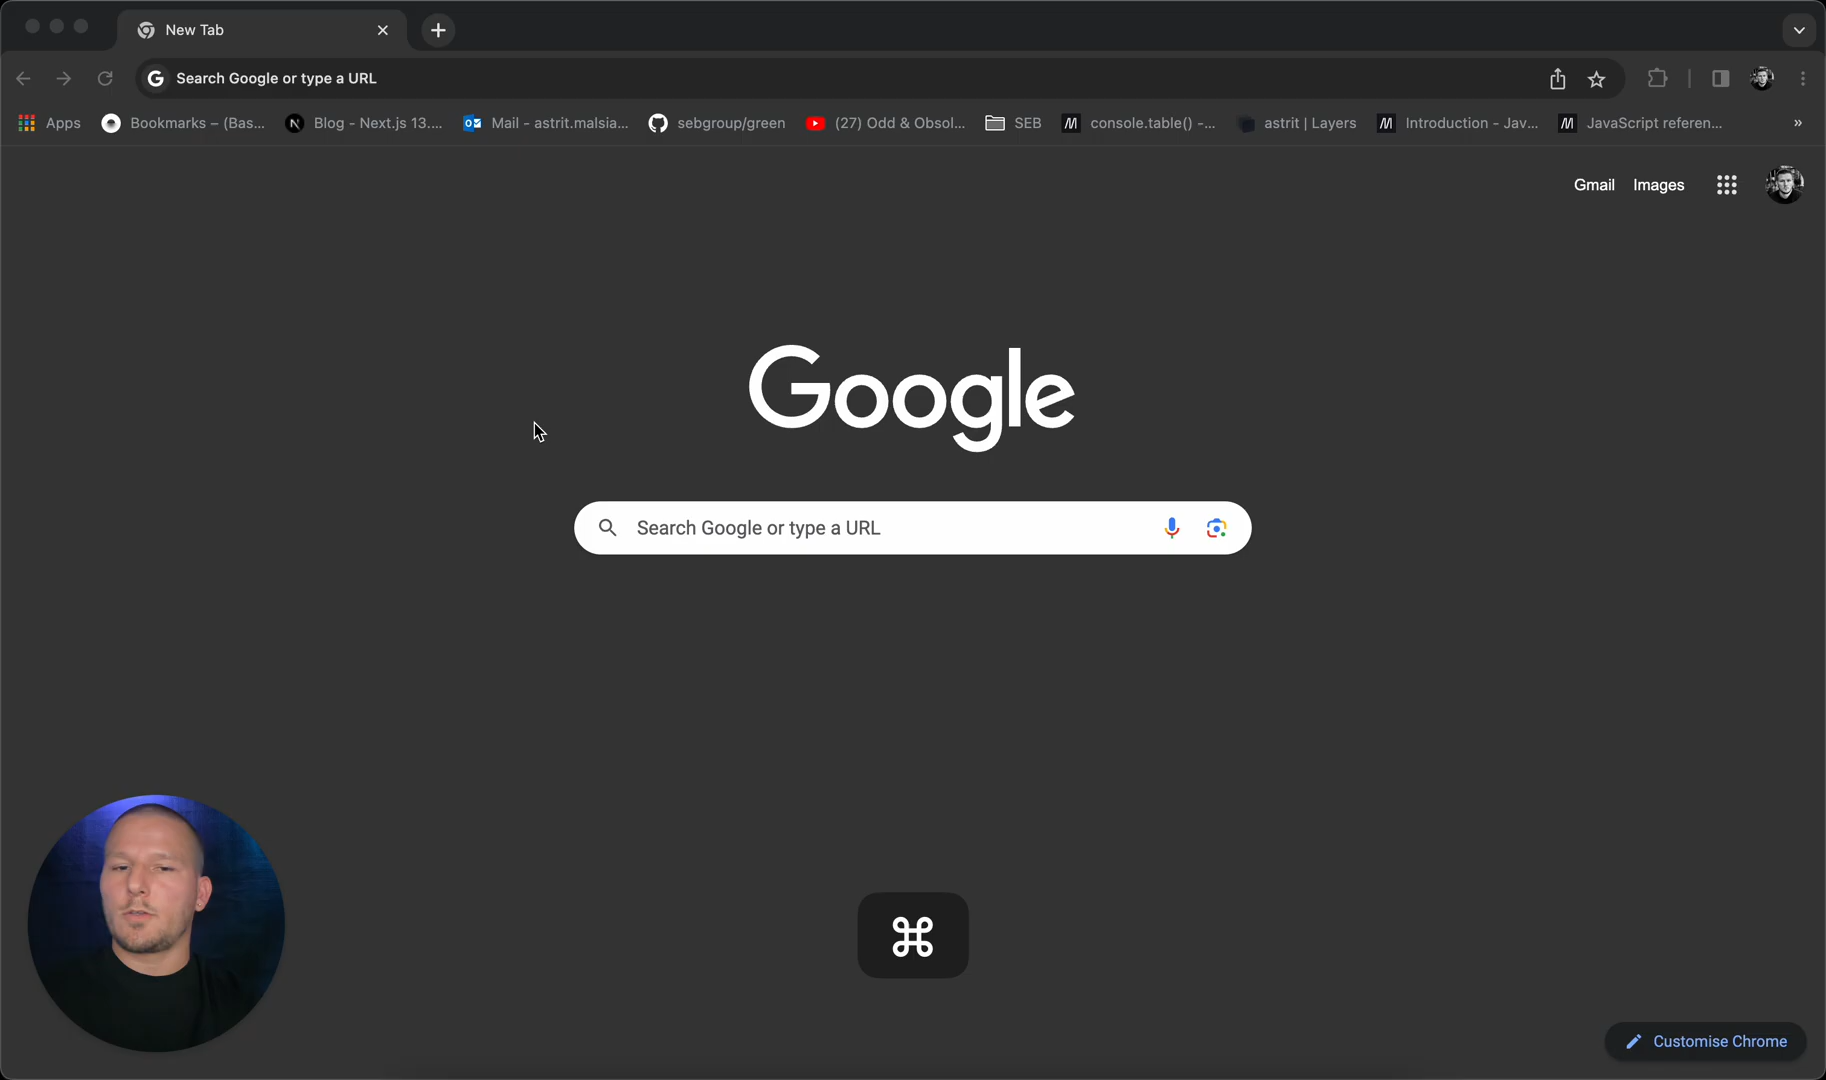 New Tab
Search Google or type a URL
Apps
Bookmarks – (Bas...
Blog - Next.js 13....
Mail - astrit.malsia...
sebgroup/green
(27) Odd & Obsol...
SEB
console.table() -...
astrit | Layers
Introduction - Jav...
JavaScript referen...
»
Gmail
Images
Google
Search Google or type a URL
⌘
Customise Chrome